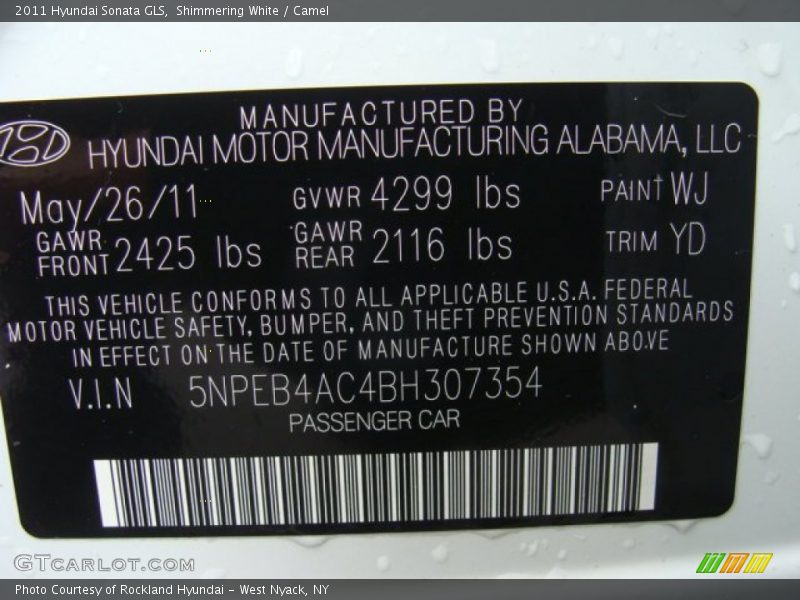 2011 Hyundai Sonata GLS, Shimmering White / Camel
MANUFACTURED BY
HYUNDAI MOTOR MANUFACTURING ALABAMA, LLC
May/26/11 GVWR 4299 lbs PAINT WJ
GAWR FRONT 2425 lbs GAWR REAR 2116 lbs TRIM YD
THIS VEHICLE CONFORMS TO ALL APPLICABLE U.S.A. FEDERAL
MOTOR VEHICLE SAFETY, BUMPER, AND THEFT PREVENTION STANDARDS
IN EFFECT ON THE DATE OF MANUFACTURE SHOWN ABOVE
V.I.N 5NPEB4AC4BH307354
PASSENGER CAR
GTCARLOT.COM
Photo Courtesy of Rockland Hyundai - West Nyack, NY